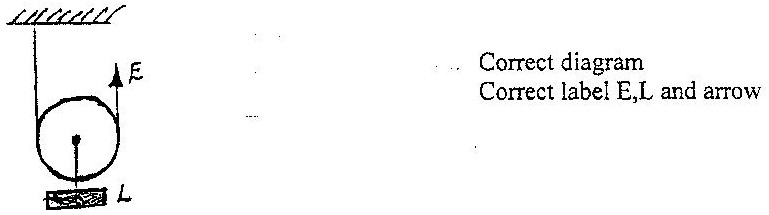 E
Correct diagram
Correct label E,L and arrow
L